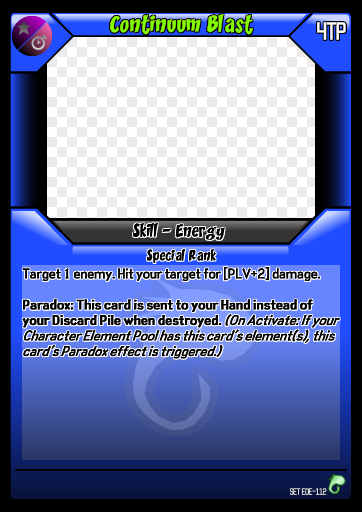 Continuum Blast
4TP
Skill - Energy
Special Rank
Target 1 enemy. Hit your target for [PLV+2] damage.
Paradox: This card is sent to your Hand instead of
your Discard Pile when destroyed. (On Activate: If your
Character Element Pool has this card's element(s), this
card's Paradox effect is triggered.)
SET EOE-112